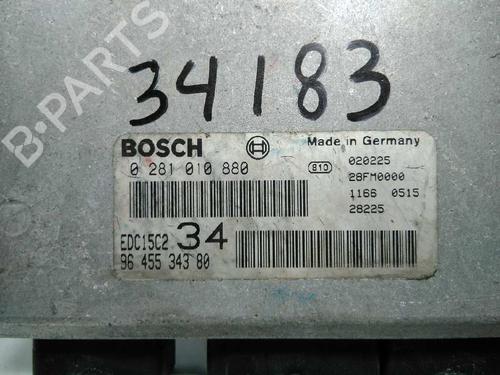 B-PARTS
34183
BOSCH
Made in Germany
0 281 010 880
810
020225
28FM0000
1166 0515
28225
EDC15C2 34
96 455 343 80